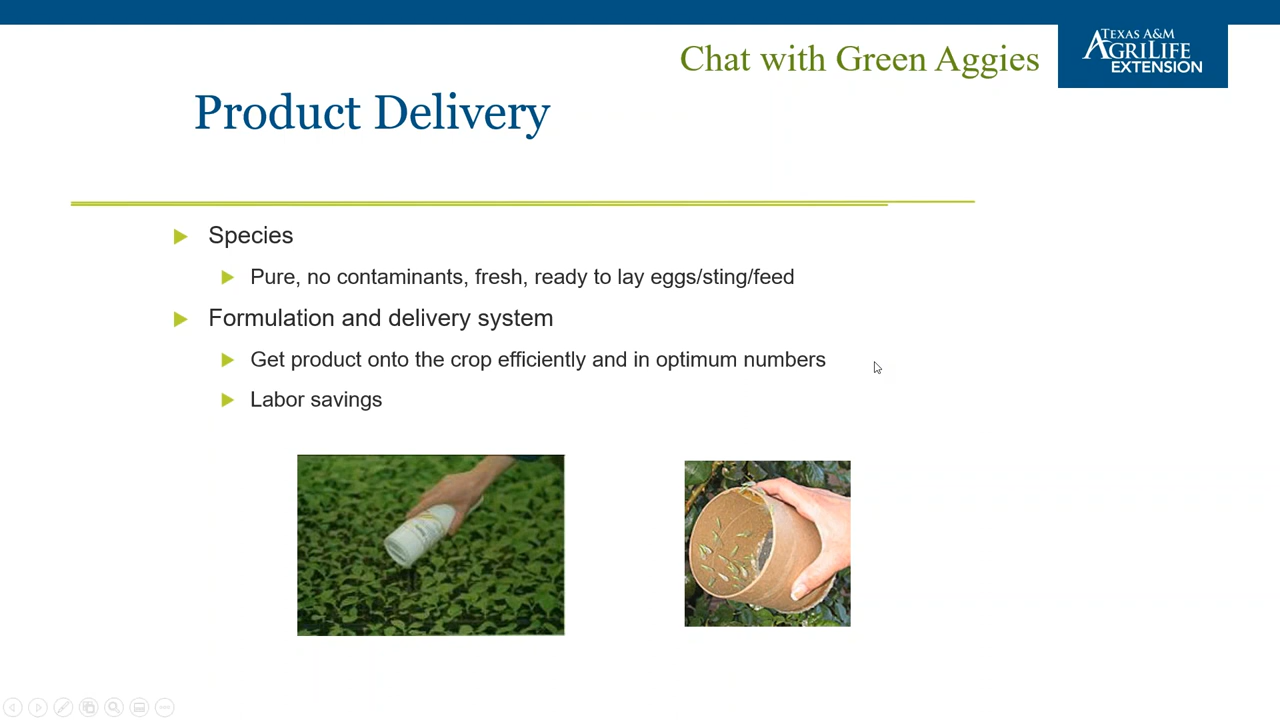 TEXAS A&M
AGRILIFE
EXTENSION
Chat with Green Aggies
Product Delivery
Species
Pure, no contaminants, fresh, ready to lay eggs/sting/feed
Formulation and delivery system
Get product onto the crop efficiently and in optimum numbers
Labor savings